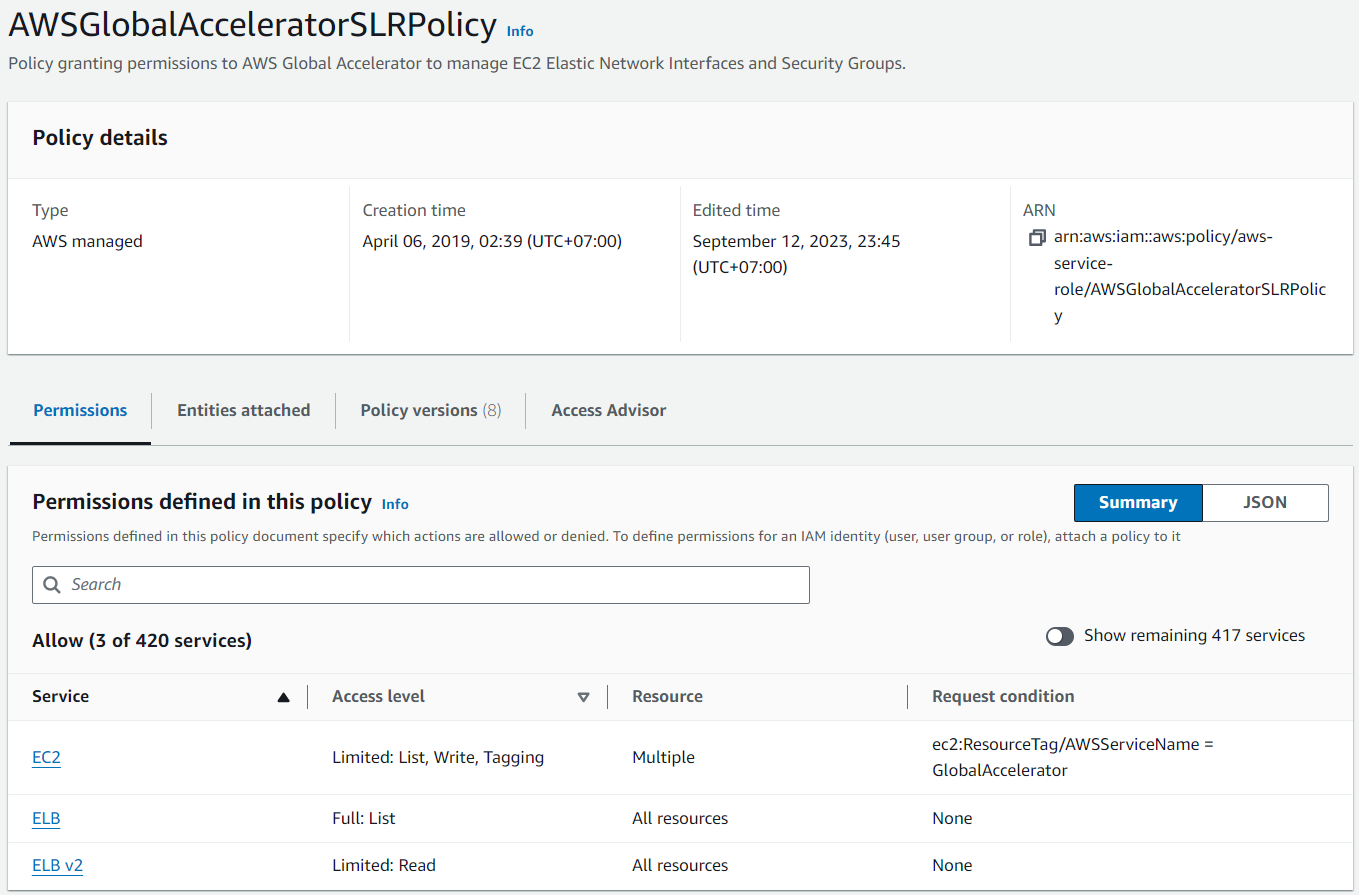 AWSGlobalAcceleratorSLRPolicy Info
Policy granting permissions to AWS Global Accelerator to manage EC2 Elastic Network Interfaces and Security Groups.
Policy details
Type
AWS managed
Creation time
April 06, 2019, 02:39 (UTC+07:00)
Edited time
September 12, 2023, 23:45
(UTC+07:00)
ARN
arn:aws:iam::aws:policy/aws-
service-
role/AWSGlobalAcceleratorSLRPolic
y
Permissions
Entities attached
Policy versions (8)
Access Advisor
Permissions defined in this policy Info
Summary
JSON
Permissions defined in this policy document specify which actions are allowed or denied. To define permissions for an IAM identity (user, user group, or role), attach a policy to it
Search
Allow (3 of 420 services)
Show remaining 417 services
Service Access level Resource Request condition
EC2 Limited: List, Write, Tagging Multiple ec2:ResourceTag/AWSServiceName =
GlobalAccelerator
ELB Full: List All resources None
ELB v2 Limited: Read All resources None